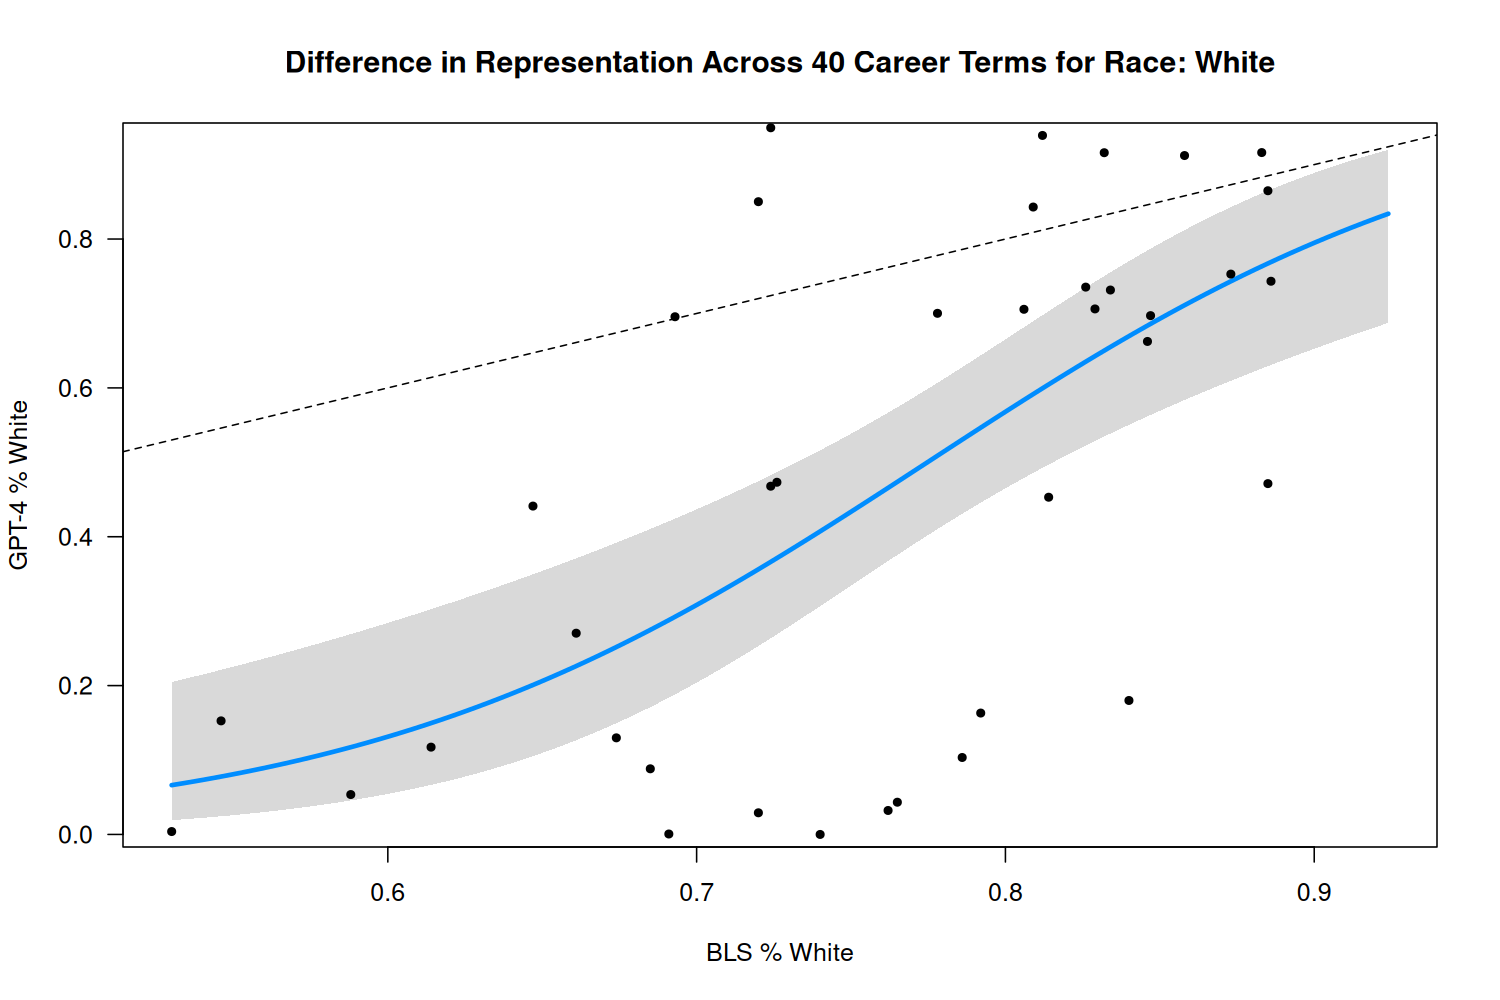 Difference in Representation Across 40 Career Terms for Race: White
GPT-4 % White
0.8
0.6
0.4
0.2
0.0
0.6 0.7 0.8 0.9
BLS % White